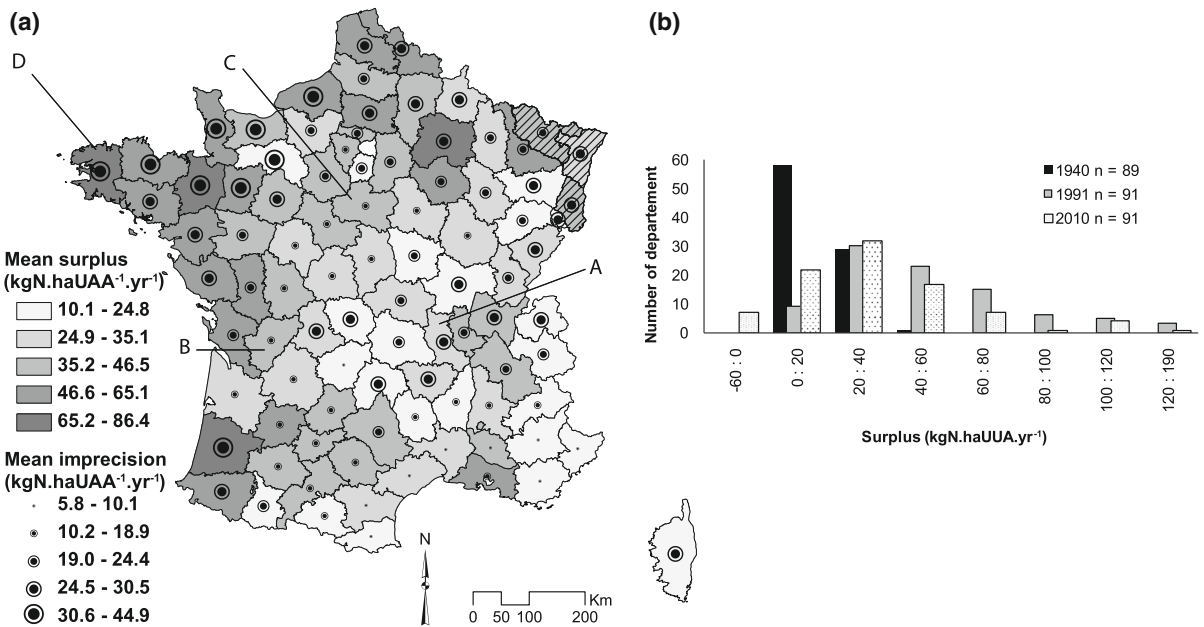 (a)
D
C
A
B
Mean surplus
(kgN.haUAA⁻¹.yr⁻¹)
10.1 - 24.8
24.9 - 35.1
35.2 - 46.5
46.6 - 65.1
65.2 - 86.4
Mean imprecision
(kgN.haUAA⁻¹.yr⁻¹)
5.8 - 10.1
10.2 - 18.9
19.0 - 24.4
24.5 - 30.5
30.6 - 44.9
N
Km
0 50 100 200
(b)
Number of departement
60
50
40
30
20
10
0
1940 n = 89
1991 n = 91
2010 n = 91
-60 : 0
0 : 20
20 : 40
40 : 60
60 : 80
80 : 100
100 : 120
120 : 190
Surplus (kgN.haUUA.yr⁻¹)